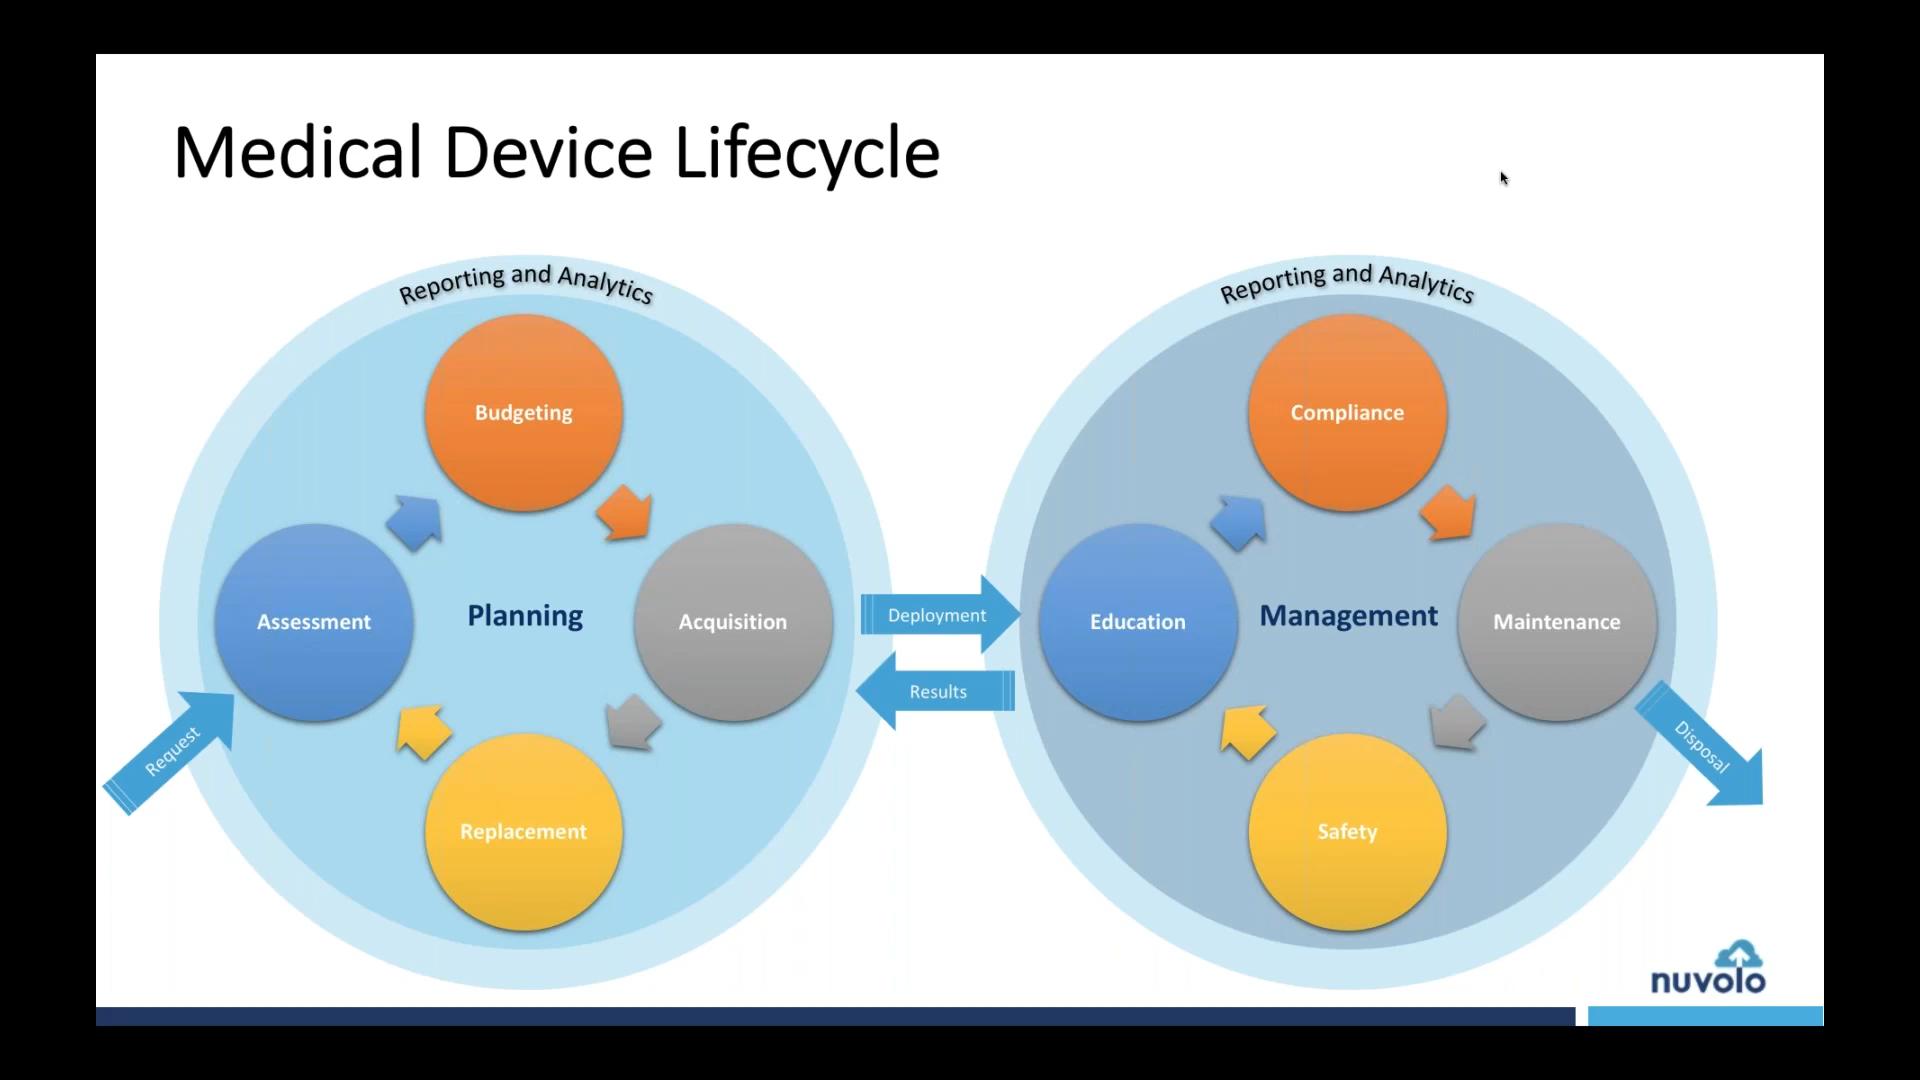 Medical Device Lifecycle
Reporting and Analytics
Budgeting
Assessment
Planning
Acquisition
Replacement
Request
Deployment
Results
Reporting and Analytics
Compliance
Education
Management
Maintenance
Safety
Disposal
nuvolo